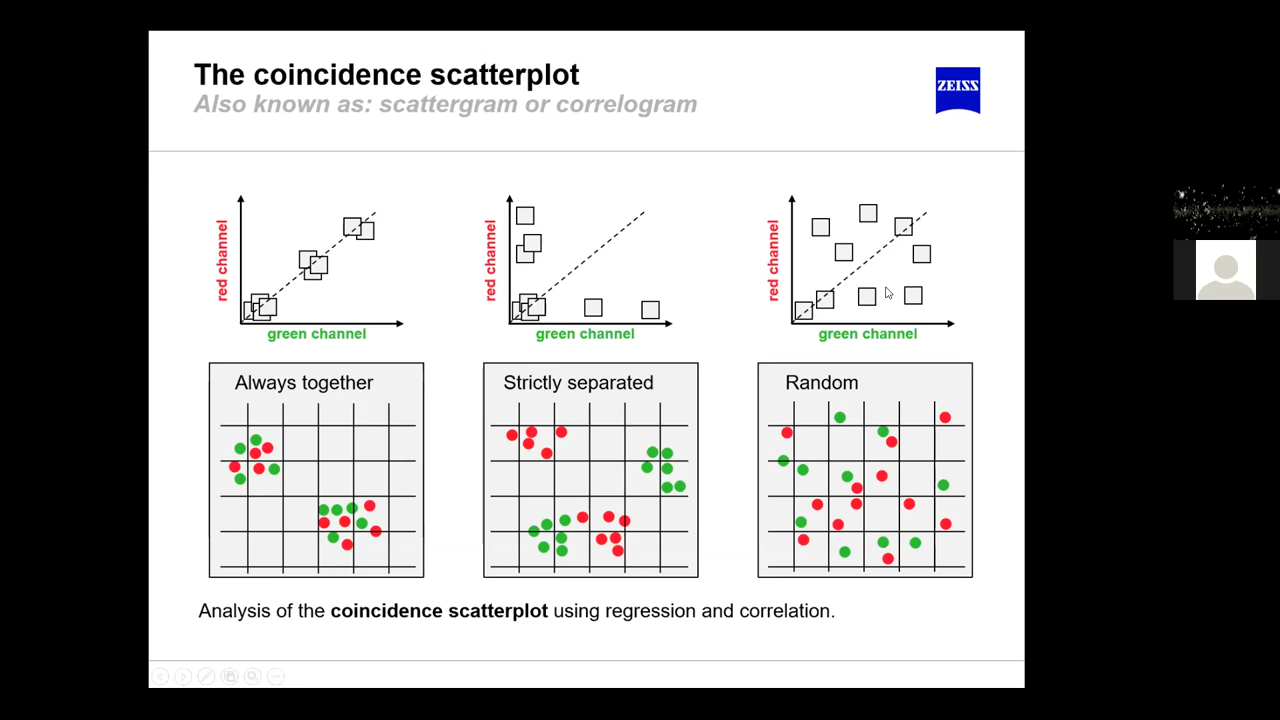 The coincidence scatterplot
Also known as: scattergram or correlogram
ZEISS
red channel
green channel
red channel
green channel
red channel
green channel
Always together
Strictly separated
Random
Analysis of the coincidence scatterplot using regression and correlation.